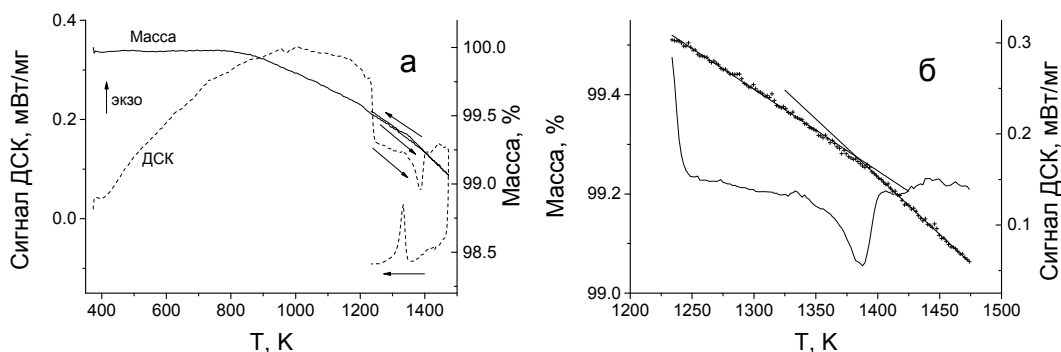 Сигнал ДСК, мВт/мг
0.4
0.2
0.0
Масса
а
экзо
ДСК
100.0
99.5
99.0
98.5
Масса, %
400 600 800 1000 1200 1400
T, K
Масса, %
99.4
99.2
99.0
б
0.3
0.2
0.1
Сигнал ДСК, мВт/мг
1200 1250 1300 1350 1400 1450 1500
T, K